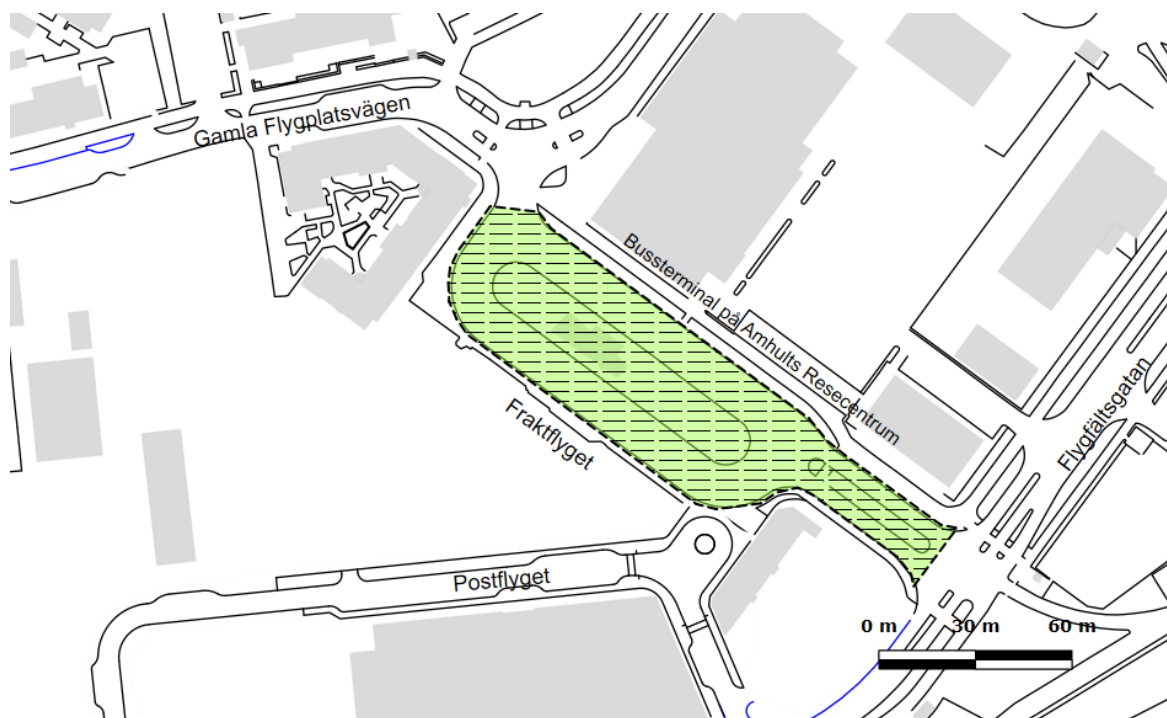 Gamla Flygplatsvägen
Bussterminal på Amhults Resecentrum
Flygfältsgatan
Fraktflyget
Postflyget
0 m 30 m 60 m